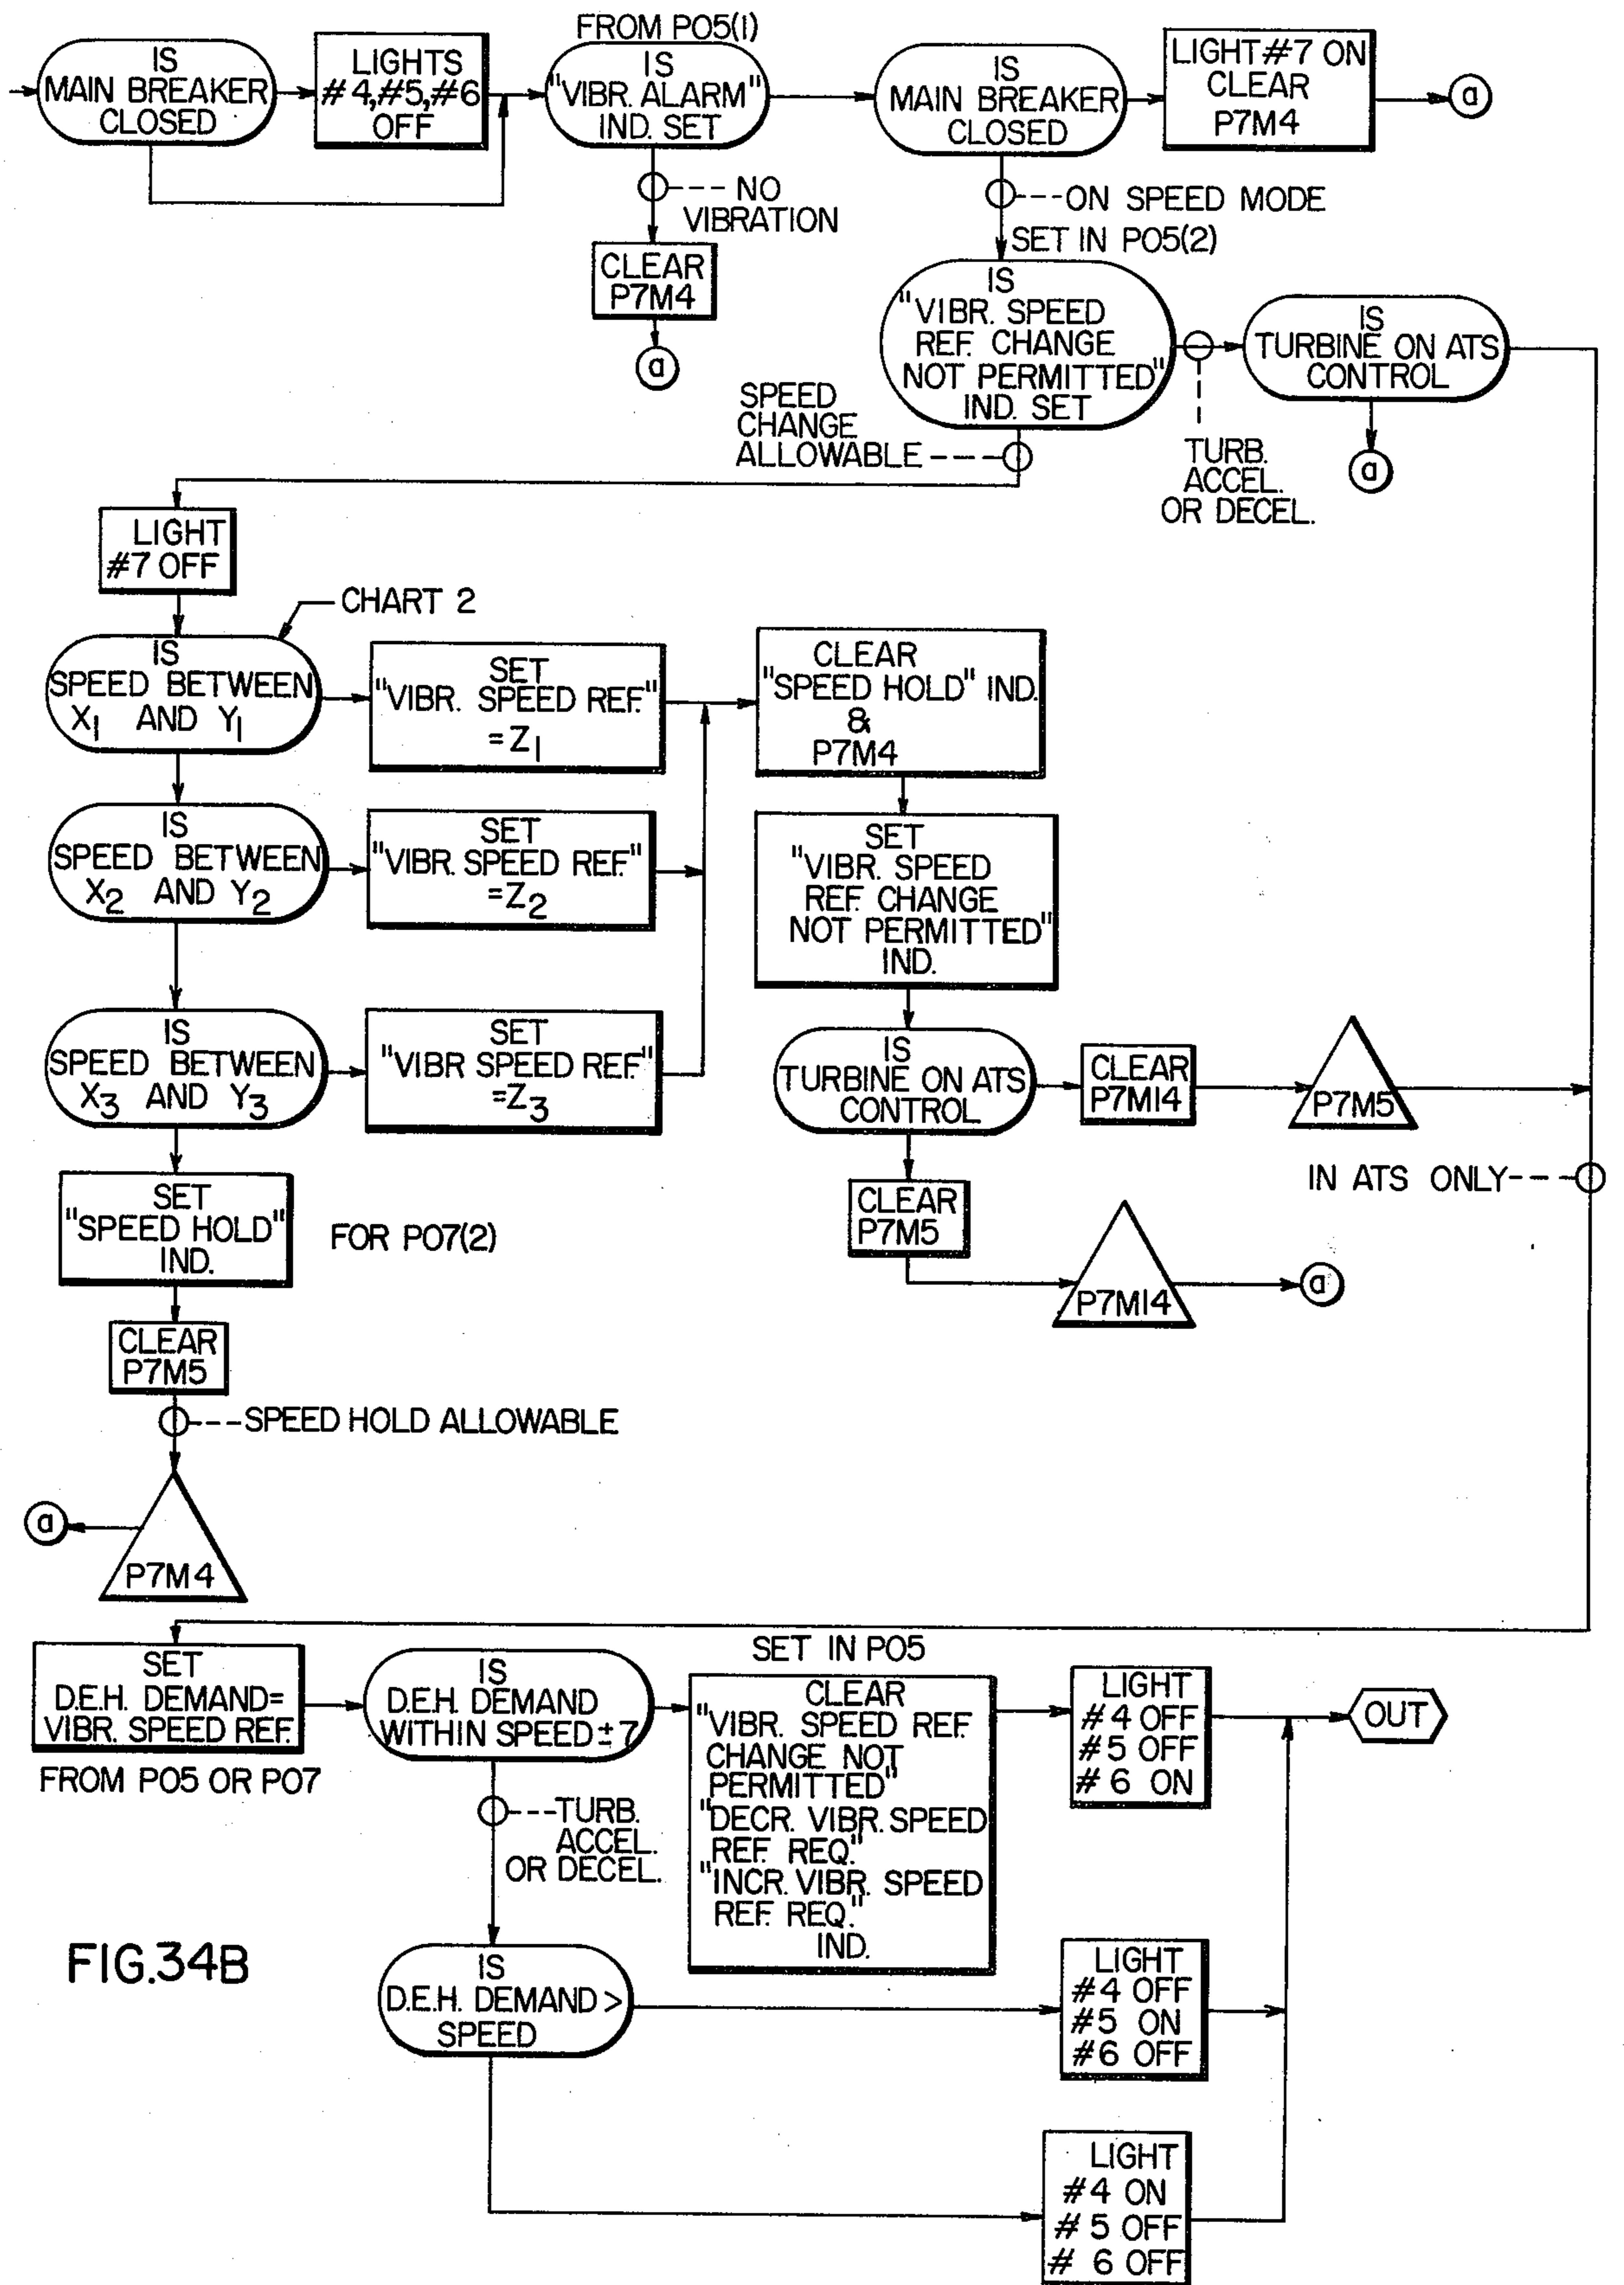 FROM PO5(1)
IS
MAIN BREAKER
CLOSED
LIGHTS
#4,#5,#6
OFF
IS
"VIBR. ALARM"
IND. SET
IS
MAIN BREAKER
CLOSED
LIGHT#7 ON
CLEAR
P7M4
a
NO
VIBRATION
CLEAR
P7M4
a
ON SPEED MODE
SET IN PO5(2)
IS
"VIBR. SPEED
REF. CHANGE
NOT PERMITTED"
IND. SET
IS
TURBINE ON ATS
CONTROL
a
SPEED
CHANGE
ALLOWABLE
TURB.
ACCEL.
OR DECEL.
LIGHT
#7 OFF
CHART 2
IS
SPEED BETWEEN
X1 AND Y1
SET
"VIBR. SPEED REF."
=Z1
CLEAR
"SPEED HOLD" IND.
&
P7M4
IS
SPEED BETWEEN
X2 AND Y2
SET
"VIBR. SPEED REF."
=Z2
SET
"VIBR. SPEED
REF. CHANGE
NOT PERMITTED"
IND.
IS
SPEED BETWEEN
X3 AND Y3
SET
"VIBR SPEED REF."
=Z3
IS
TURBINE ON ATS
CONTROL
CLEAR
P7M14
P7M5
IN ATS ONLY
SET
"SPEED HOLD"
IND.
FOR PO7(2)
CLEAR
P7M5
P7M14
a
CLEAR
P7M5
SPEED HOLD ALLOWABLE
a
P7M4
SET
D.E.H. DEMAND=
VIBR. SPEED REF.
FROM PO5 OR PO7
IS
D.E.H. DEMAND
WITHIN SPEED ±7
SET IN PO5
CLEAR
"VIBR. SPEED REF.
CHANGE NOT
PERMITTED"
"DECR. VIBR. SPEED
REF. REQ."
"INCR. VIBR. SPEED
REF. REQ."
IND.
LIGHT
#4 OFF
#5 OFF
# 6 ON
OUT
TURB.
ACCEL.
OR DECEL.
IS
D.E.H. DEMAND >
SPEED
LIGHT
#4 OFF
#5 ON
#6 OFF
LIGHT
#4 ON
# 5 OFF
# 6 OFF
FIG.34B